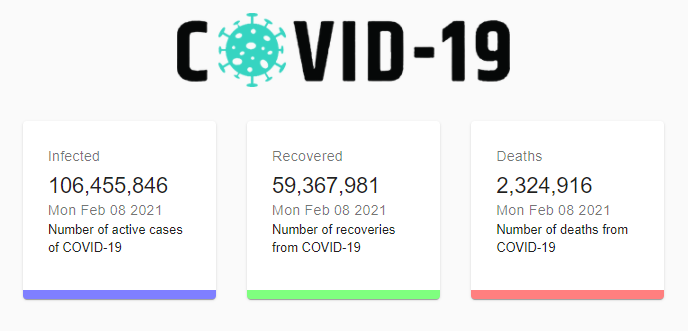 COVID-19
Infected
106,455,846
Mon Feb 08 2021
Number of active cases
of COVID-19
Recovered
59,367,981
Mon Feb 08 2021
Number of recoveries
from COVID-19
Deaths
2,324,916
Mon Feb 08 2021
Number of deaths from
COVID-19